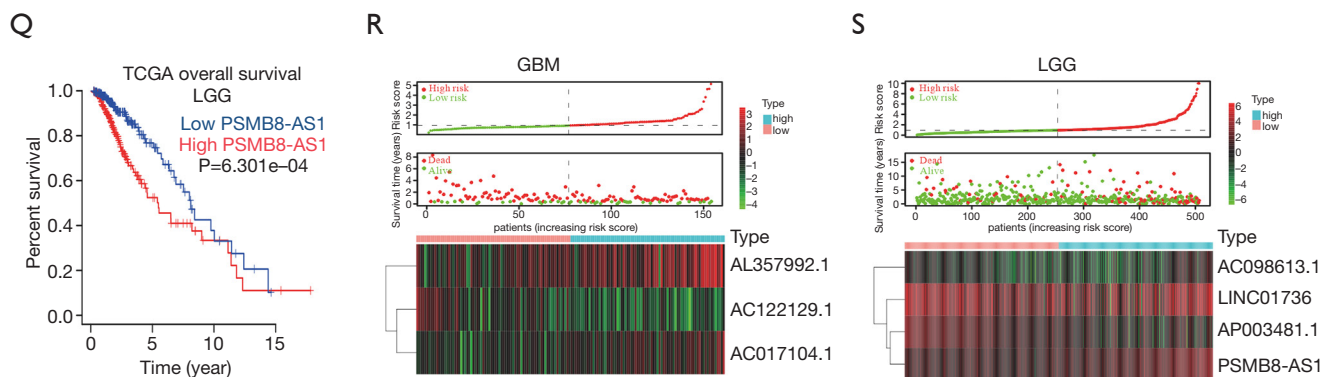 Q
TCGA overall survival
LGG
Low PSMB8-AS1
High PSMB8-AS1
P=6.301e–04
Percent survival
1.0
0.8
0.6
0.4
0.2
0.0
0 5 10 15
Time (year)
R
GBM
Risk score
5
4
3
2
1
High risk
Low risk
Survival time (years)
8
6
4
2
0
Dead
Alive
0 50 100 150
patients (increasing risk score)
3
2
1
0
−1
−2
−3
−4
Type
high
low
Type
AL357992.1
AC122129.1
AC017104.1
S
LGG
Risk score
10
8
6
4
2
0
High risk
Low risk
Survival time (years)
15
10
5
0
Dead
Alive
0 100 200 300 400 500
patients (increasing risk score)
6
4
2
0
−2
−4
−6
Type
high
low
Type
AC098613.1
LINC01736
AP003481.1
PSMB8-AS1